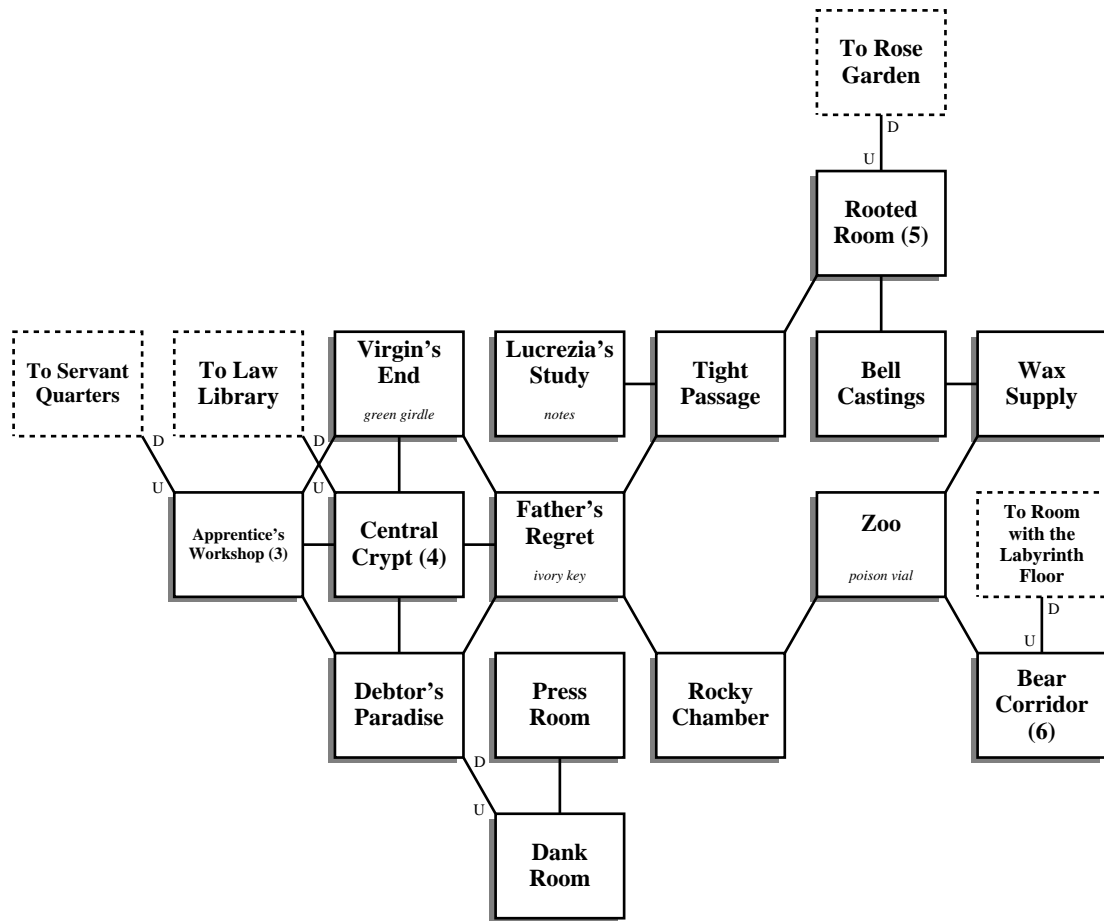 To Rose
Garden
D
U
Rooted
Room (5)
To Servant
Quarters
To Law
Library
Virgin's
End
green girdle
Lucrezia's
Study
notes
Tight
Passage
Bell
Castings
Wax
Supply
D
U
D
U
Apprentice's
Workshop (3)
Central
Crypt (4)
Father's
Regret
ivory key
Zoo
poison vial
To Room
with the
Labyrinth
Floor
D
U
Debtor's
Paradise
Press
Room
Rocky
Chamber
Bear
Corridor
(6)
D
U
Dank
Room